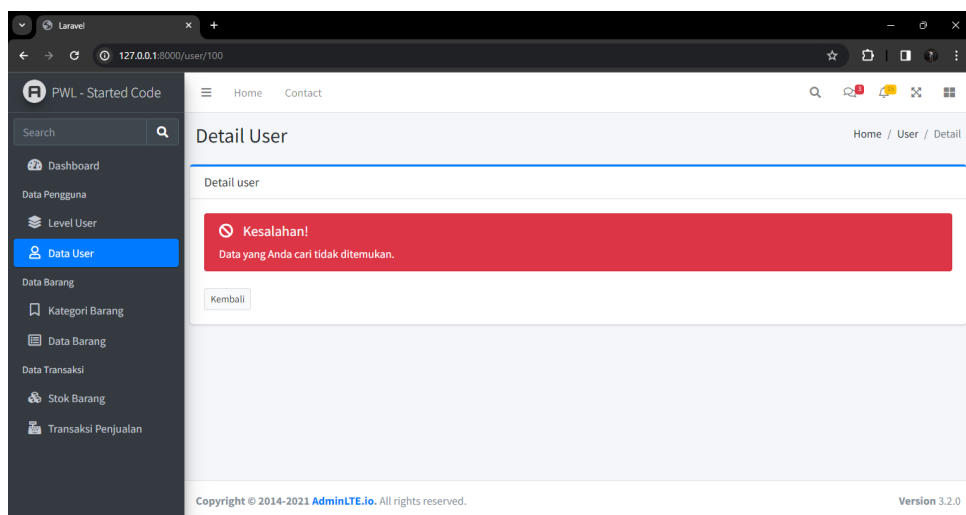 Laravel
127.0.0.1:8000/user/100
PWL - Started Code
Home Contact
3
15
Search
Detail User
Home / User / Detail
Dashboard
Data Pengguna
Level User
Data User
Data Barang
Kategori Barang
Data Barang
Data Transaksi
Stok Barang
Transaksi Penjualan
Detail user
Kesalahan!
Data yang Anda cari tidak ditemukan.
Kembali
Copyright © 2014-2021 AdminLTE.io. All rights reserved.
Version 3.2.0